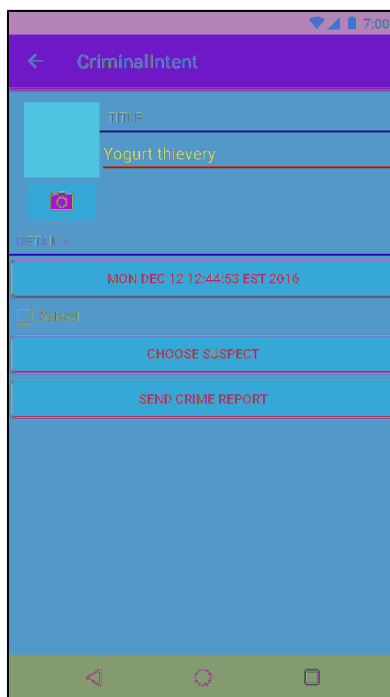 7:00
CriminalIntent
TITLE
Yogurt thievery
DETAILS
MON DEC 12 12:44:53 EST 2016
Solved
CHOOSE SUSPECT
SEND CRIME REPORT